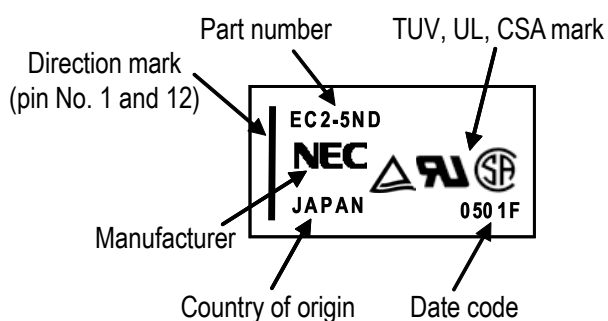 Part number
TUV, UL, CSA mark
Direction mark
(pin No. 1 and 12)
EC2-5ND
NEC
JAPAN
0501F
Manufacturer
Country of origin
Date code